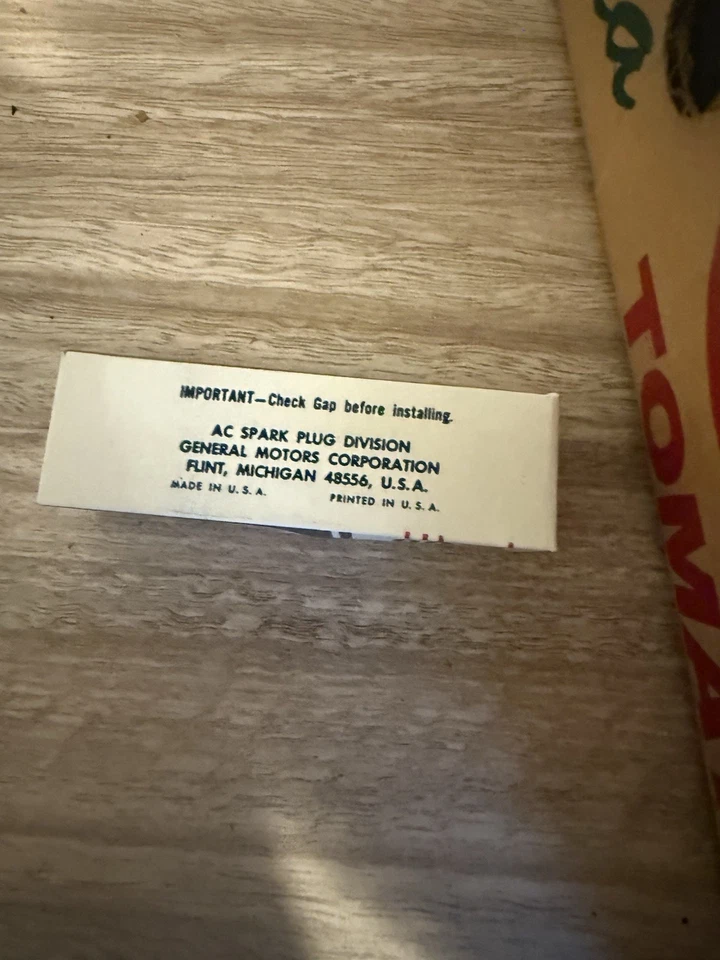 IMPORTANT—Check Gap before installing.
AC SPARK PLUG DIVISION
GENERAL MOTORS CORPORATION
FLINT, MICHIGAN 48556, U.S.A.
MADE IN U.S.A. PRINTED IN U.S.A.
TOMA